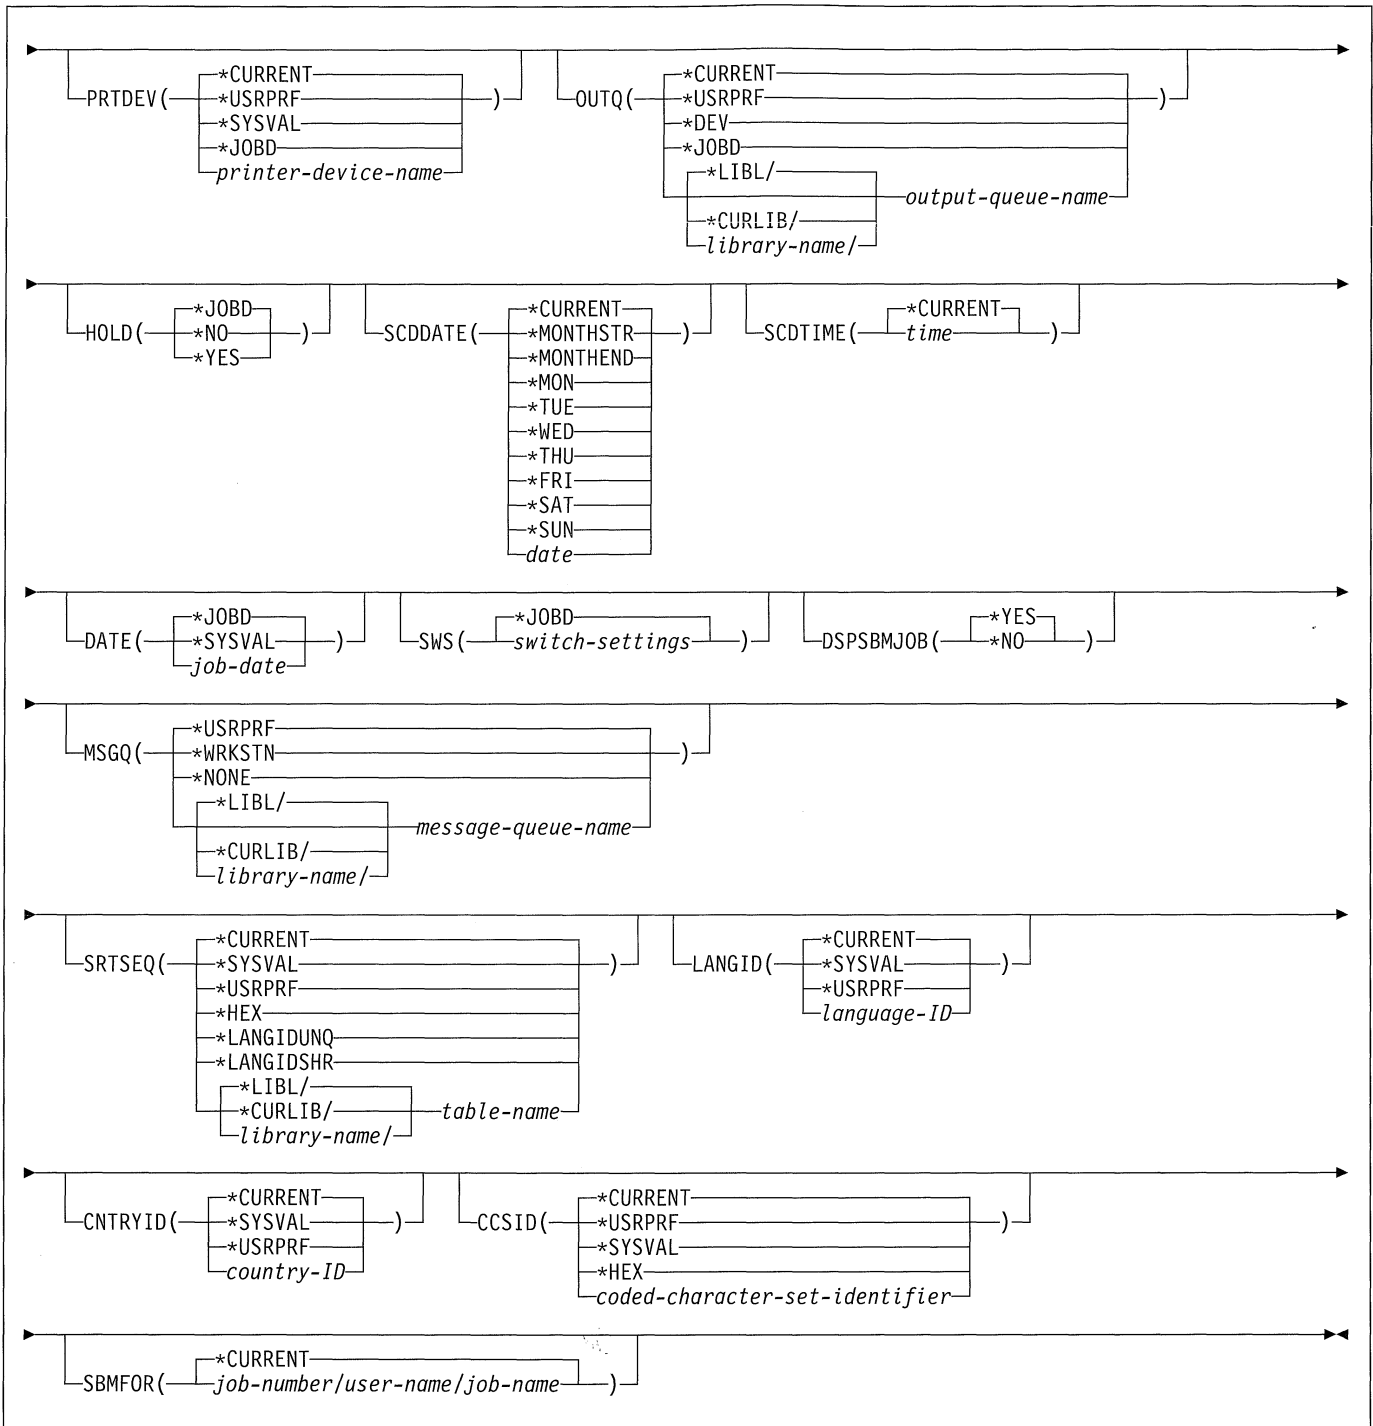 *CURRENT *CURRENT
PRTDEV( *USRPRF ) OUTQ( *USRPRF )
*SYSVAL *DEV
*JOBD *JOBD
printer-device-name *LIBL/
output-queue-name
*CURLIB/
library-name/
*JOBD *CURRENT *CURRENT
HOLD( *NO ) SCDDATE( *MONTHSTR ) SCDTIME( time )
*YES *MONTHEND
*MON
*TUE
*WED
*THU
*FRI
*SAT
*SUN
date
*JOBD *JOBD *YES
DATE( *SYSVAL ) SWS( switch-settings ) DSPSBMJOB( *NO )
job-date
*USRPRF
MSGQ( *WRKSTN )
*NONE
*LIBL/
message-queue-name
*CURLIB/
library-name/
*CURRENT *CURRENT
SRTSEQ( *SYSVAL ) LANGID( *SYSVAL )
*USRPRF *USRPRF
*HEX language-ID
*LANGIDUNQ
*LANGIDSHR
*LIBL/
*CURLIB/ table-name
library-name/
*CURRENT *CURRENT
CNTRYID( *SYSVAL ) CCSID( *USRPRF )
*USRPRF *SYSVAL
country-ID *HEX
coded-character-set-identifier
*CURRENT
SBMFOR( job-number/user-name/job-name )